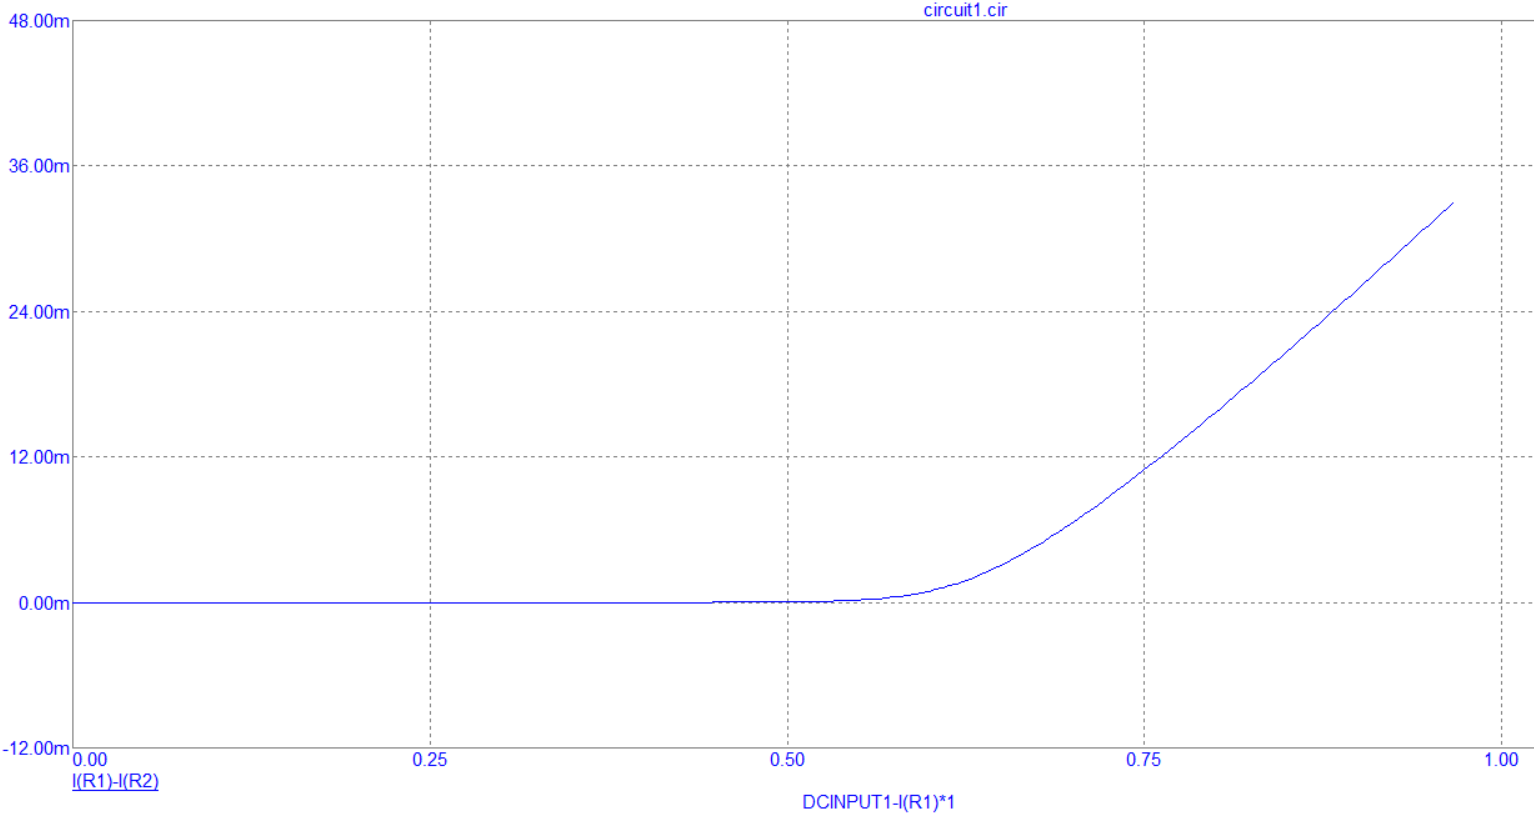 circuit1.cir
48.00m
36.00m
24.00m
12.00m
0.00m
-12.00m
0.00 0.25 0.50 0.75 1.00
I(R1)-I(R2)
DCINPUT1-I(R1)*1